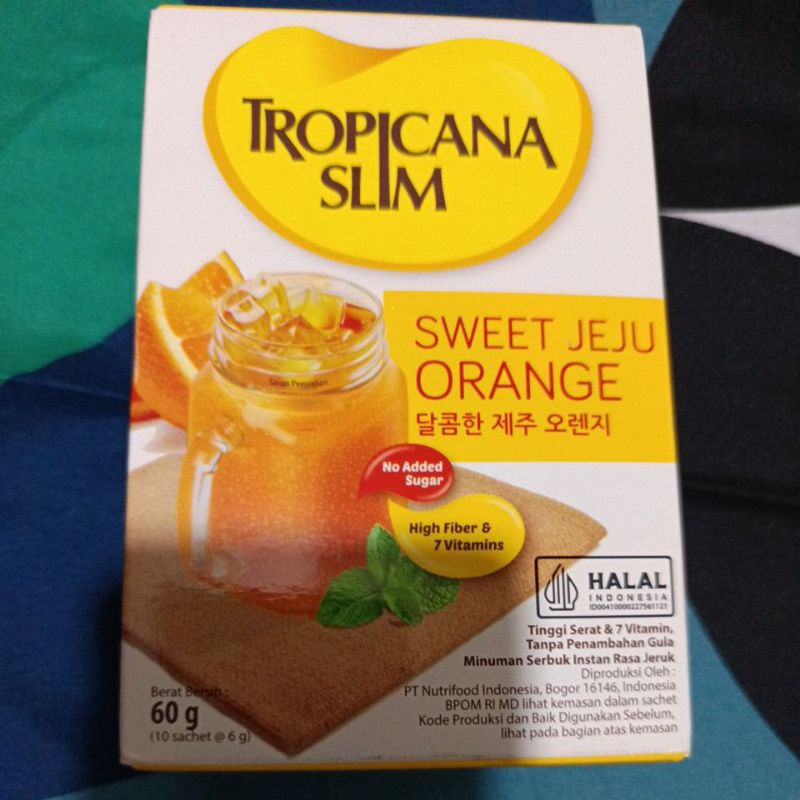 TROPICANA
SLIM
SWEET JEJU
ORANGE
달콤한 제주 오렌지
Saran Penyajian
No Added
Sugar
High Fiber &
7 Vitamins
HALAL
INDONESIA
ID00410000227561121
Tinggi Serat & 7 Vitamin,
Tanpa Penambahan Gula
Minuman Serbuk Instan Rasa Jeruk
Diproduksi Oleh :
PT Nutrifood Indonesia, Bogor 16146, Indonesia
BPOM RI MD lihat kemasan dalam sachet
Kode Produksi dan Baik Digunakan Sebelum,
lihat pada bagian atas kemasan
Berat Bersih :
60 g
(10 sachet @ 6 g)